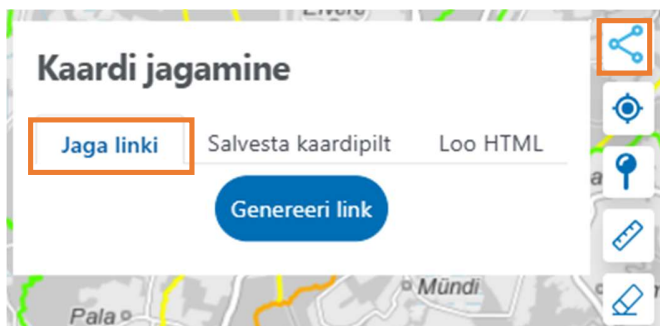 Kaardi jagamine
Jaga linki Salvesta kaardipilt Loo HTML
Genereeri link
Mündi
Pala